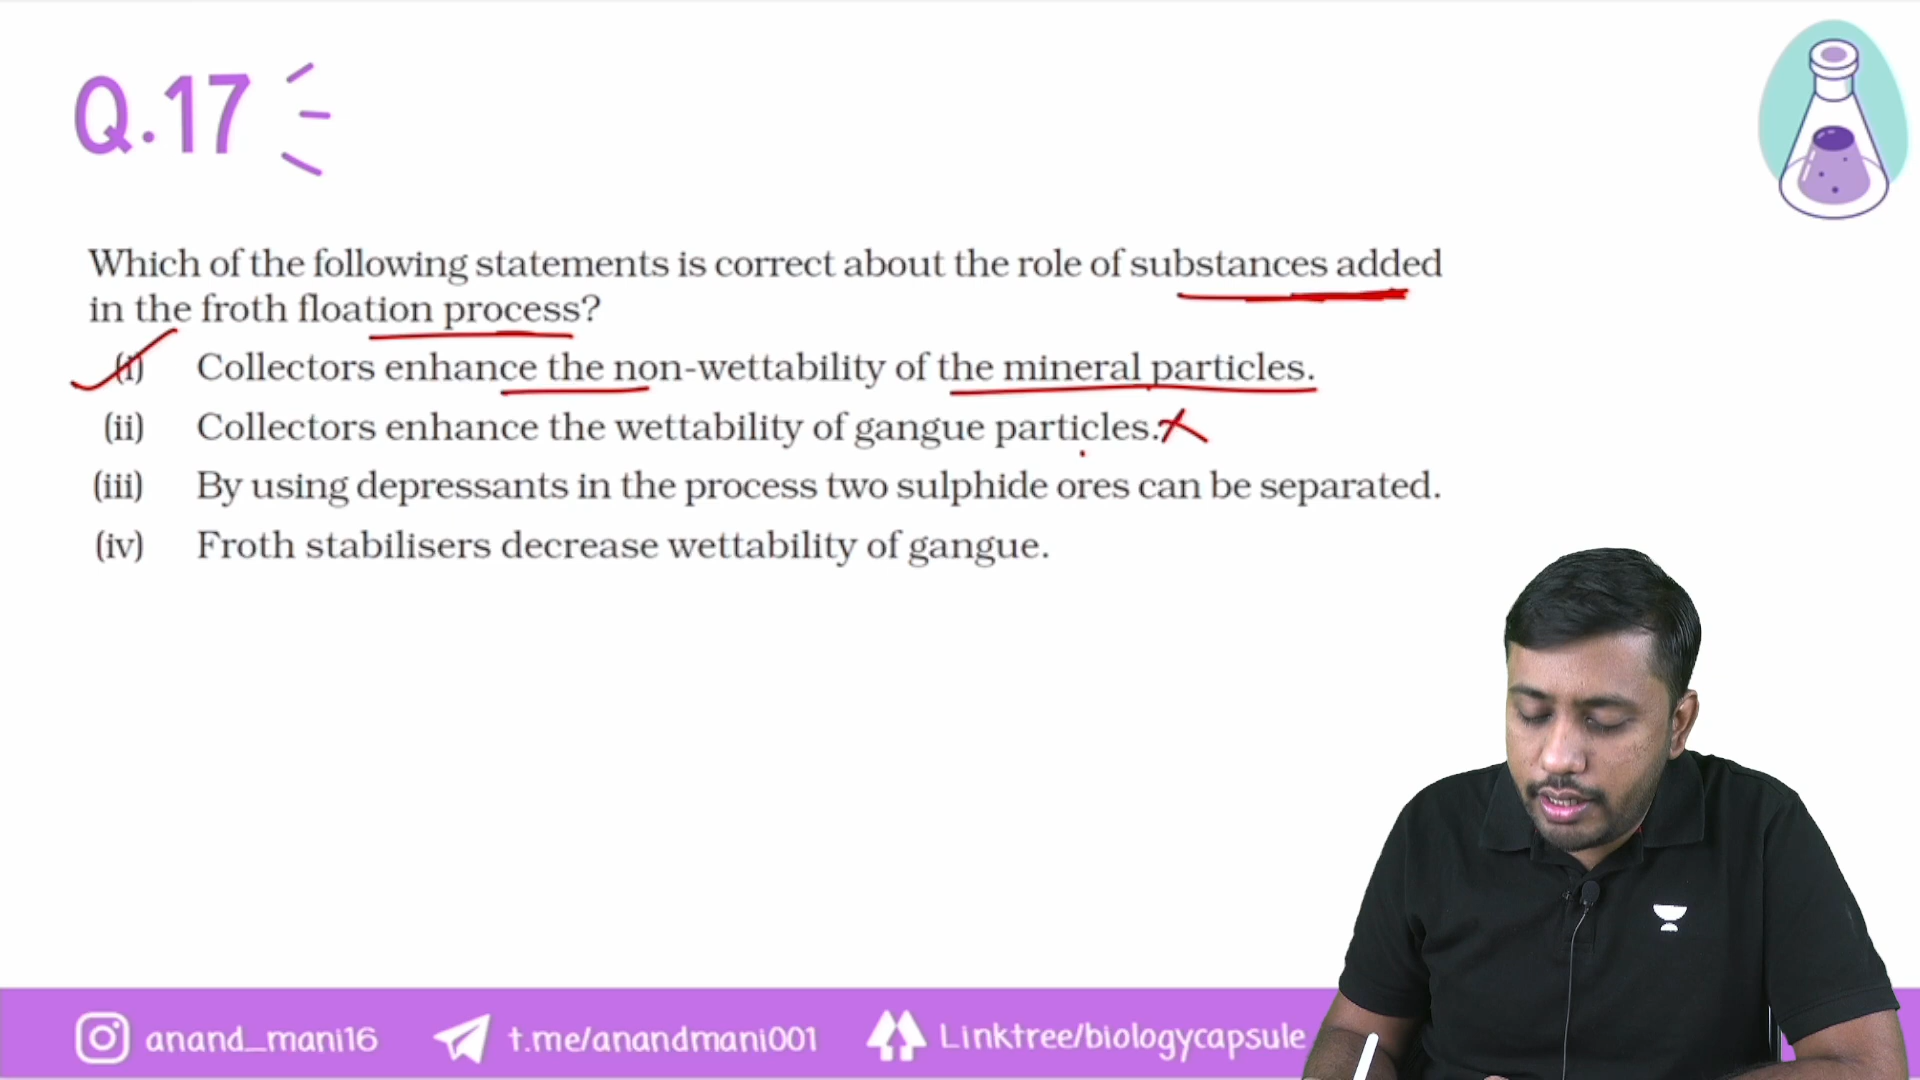 Q.17
Which of the following statements is correct about the role of substances added
in the froth floation process?
(i) Collectors enhance the non-wettability of the mineral particles.
(ii) Collectors enhance the wettability of gangue particles.
(iii) By using depressants in the process two sulphide ores can be separated.
(iv) Froth stabilisers decrease wettability of gangue.
anand_mani16 t.me/anandmani001 Linktree/biologycapsule